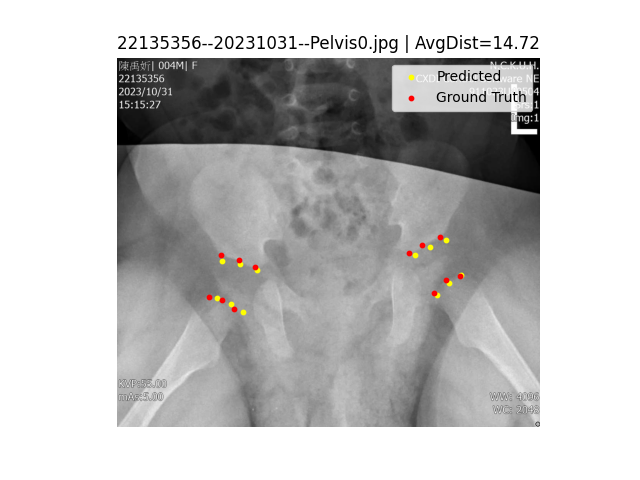 22135356--20231031--Pelvis0.jpg | AvgDist=14.72
陳禹妡| 004M| F
22135356
2023/10/31
15:15:27
N.C.K.U.H.
Predicted
Ground Truth
L
KVP:55.00
mAs:5.00
WW: 4096
WC: 2048